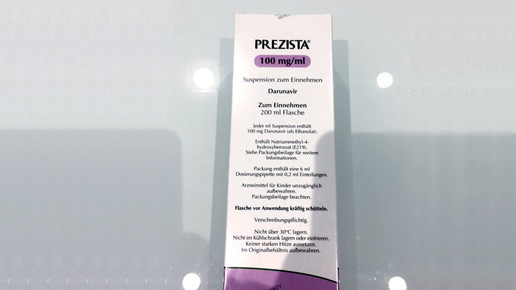 PREZISTA®
100 mg/ml
Suspension zum Einnehmen
Darunavir
Zum Einnehmen
200 ml Flasche
Jeder ml Suspension enthält
100 mg Darunavir (als Ethanolat).
Enthält Natriummethyl-4-
hydroxybenzoat (E219).
Siehe Packungsbeilage für weitere
Informationen.
Packung enthält eine 6 ml
Dosierungspipette mit 0,2 ml Einteilungen.
Arzneimittel für Kinder unzugänglich
aufbewahren.
Packungsbeilage beachten.
Flasche vor Anwendung kräftig schütteln.
Verschreibungspflichtig.
Nicht über 30°C lagern.
Nicht im Kühlschrank lagern oder einfrieren.
Keiner starken Hitze aussetzen.
Im Originalbehältnis aufbewahren.